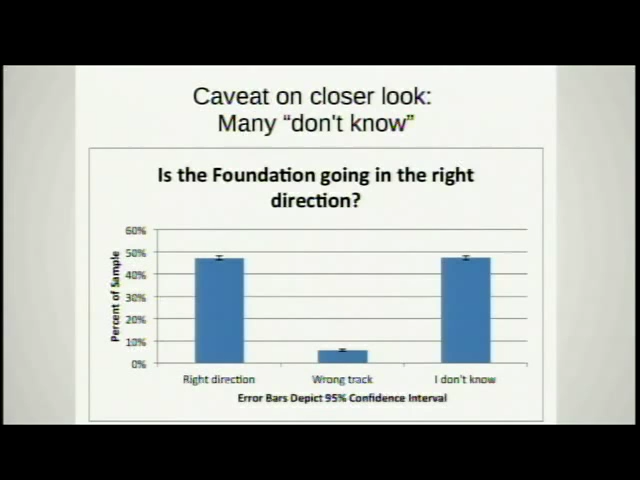 Caveat on closer look:
Many “don't know”
Is the Foundation going in the right
direction?
60%
50%
40%
30%
20%
10%
0%
Percent of Sample
Right direction
Wrong track
I don't know
Error Bars Depict 95% Confidence Interval